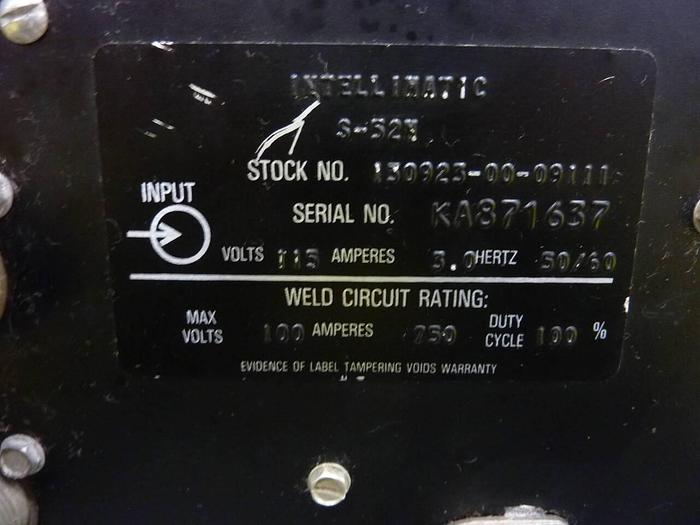 INTELLIMATIC
S-32N
STOCK NO. 130923-00-09111
SERIAL NO. KA871637
INPUT
VOLTS 115 AMPERES 3.0 HERTZ 50/60
WELD CIRCUIT RATING:
MAX VOLTS 100 AMPERES 750 DUTY CYCLE 100 %
EVIDENCE OF LABEL TAMPERING VOIDS WARRANTY